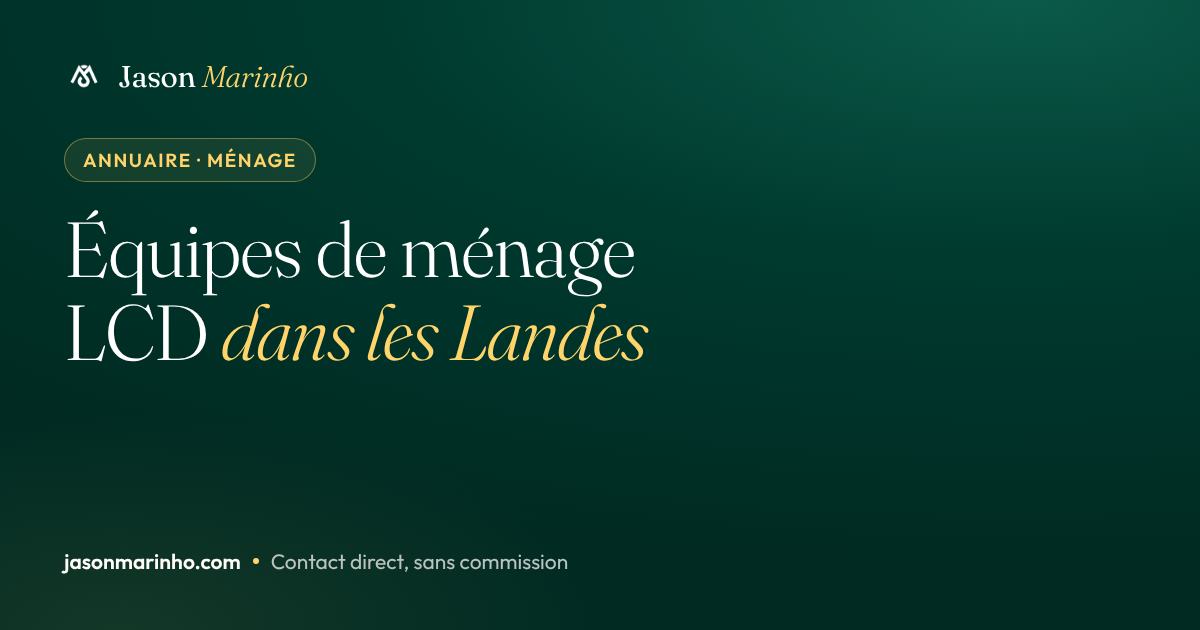 Jason Marinho
ANNUAIRE · MÉNAGE
Équipes de ménage
LCD dans les Landes
jasonmarinho.com • Contact direct, sans commission